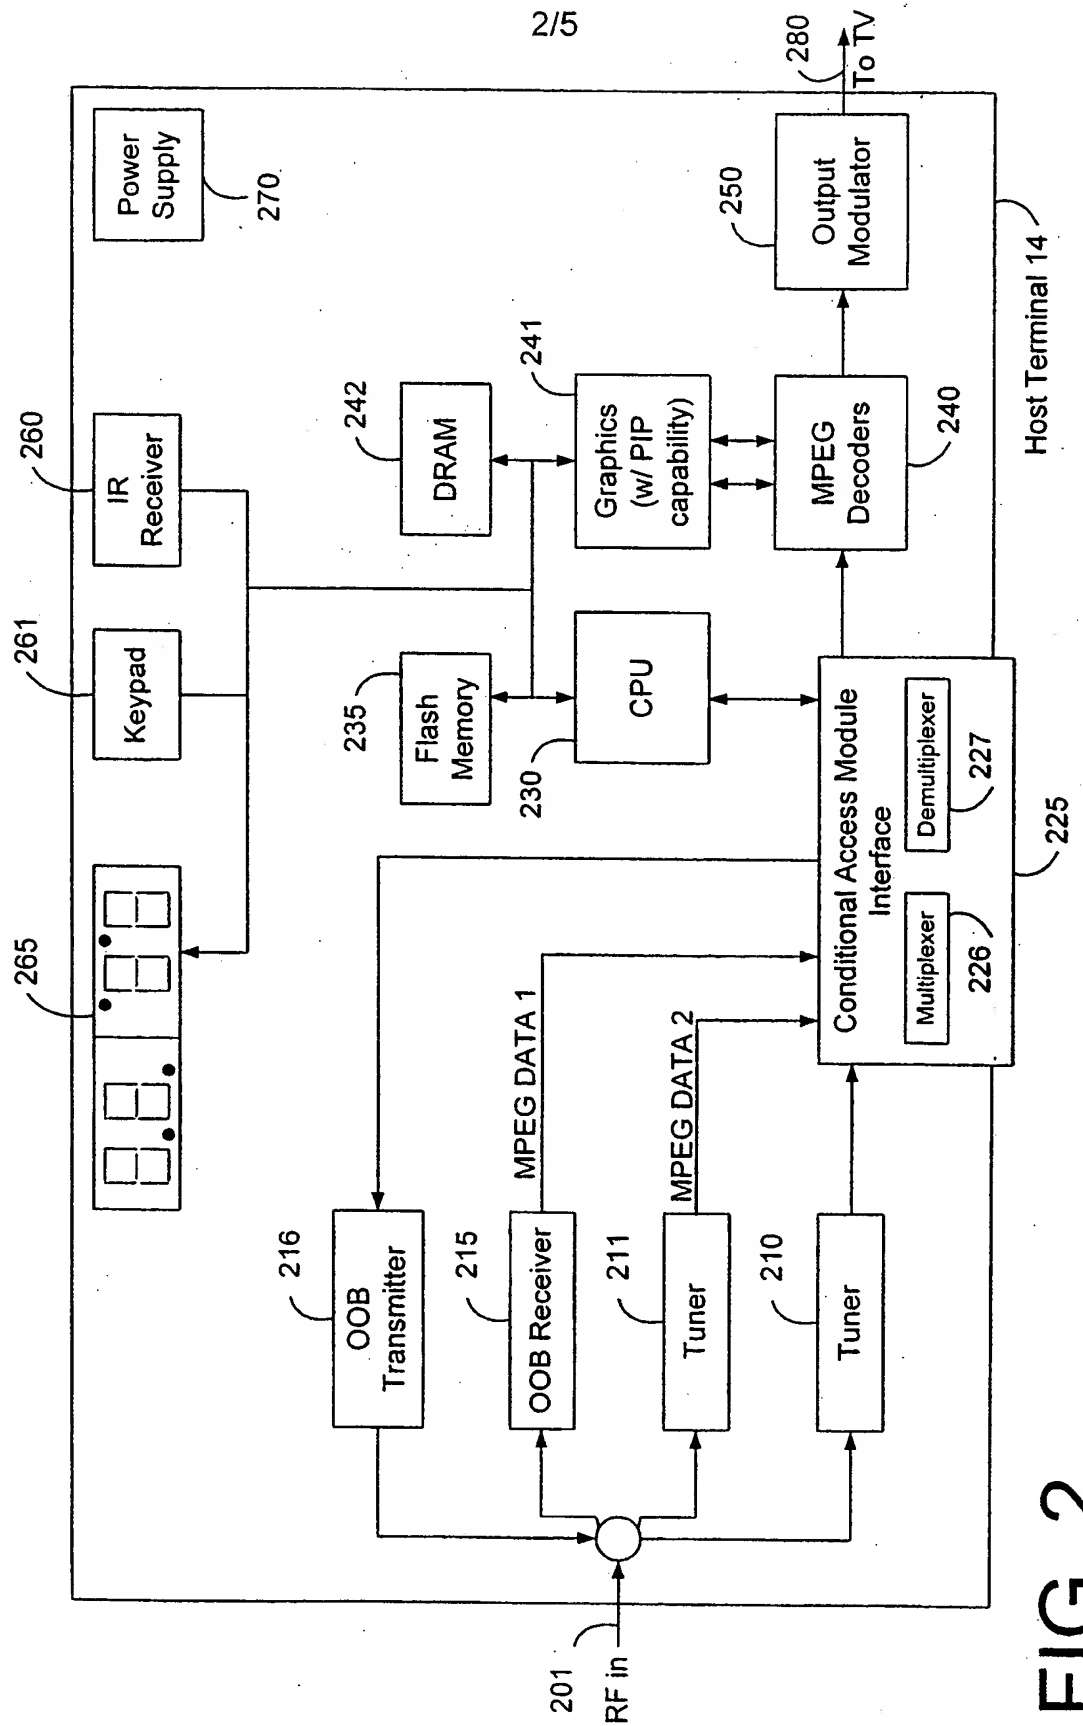 2/5
265
261
Keypad
260
IR
Receiver
Power
Supply
270
216
OOB
Transmitter
235
Flash
Memory
242
DRAM
215
OOB Receiver
MPEG DATA 1
230
CPU
241
Graphics
(w/ PIP
capability)
211
Tuner
MPEG DATA 2
210
Tuner
Conditional Access Module
Interface
Multiplexer
226
Demultiplexer
227
225
MPEG
Decoders
240
250
Output
Modulator
280
To TV
201
RF in
Host Terminal 14
FIG 2